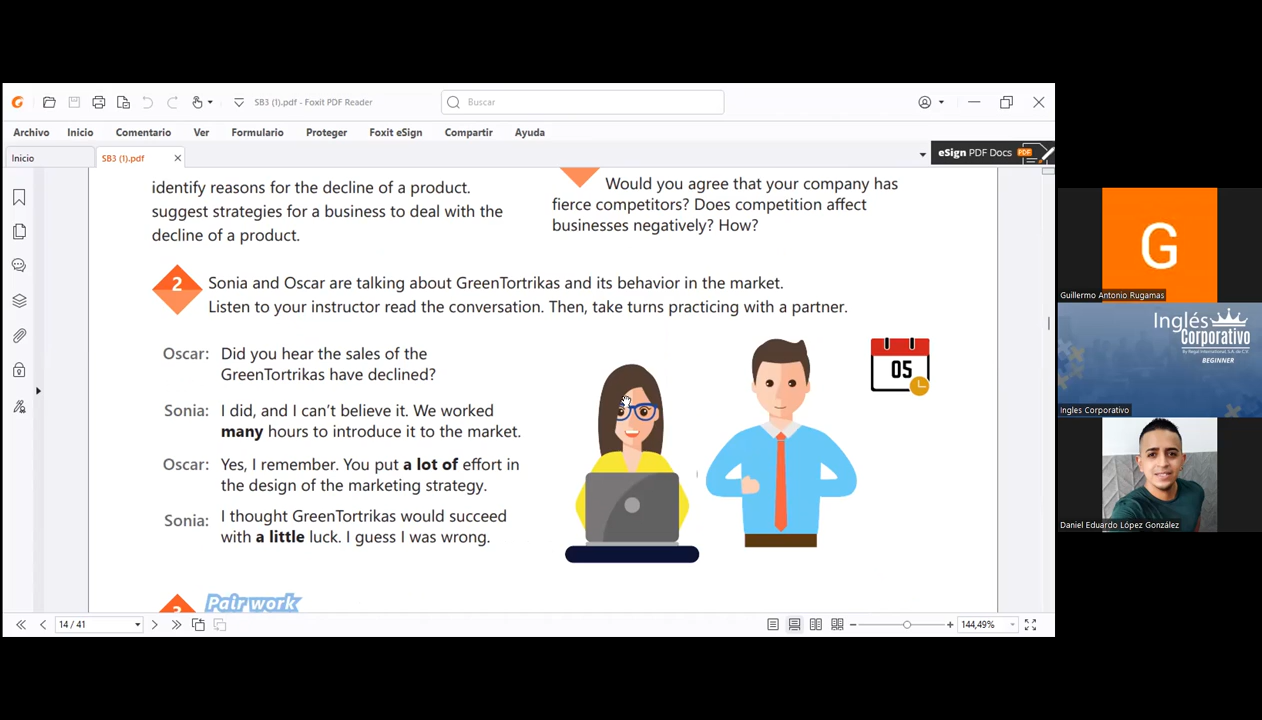 SB3 (1).pdf - Foxit PDF Reader
Buscar
Archivo Inicio Comentario Ver Formulario Proteger Foxit eSign Compartir Ayuda
Inicio SB3 (1).pdf
eSign PDF Docs
identify reasons for the decline of a product.
suggest strategies for a business to deal with the
decline of a product.
Would you agree that your company has
fierce competitors? Does competition affect
businesses negatively? How?
2 Sonia and Oscar are talking about GreenTortrikas and its behavior in the market.
Listen to your instructor read the conversation. Then, take turns practicing with a partner.
Oscar: Did you hear the sales of the
GreenTortrikas have declined?
Sonia: I did, and I can't believe it. We worked
many hours to introduce it to the market.
Oscar: Yes, I remember. You put a lot of effort in
the design of the marketing strategy.
Sonia: I thought GreenTortrikas would succeed
with a little luck. I guess I was wrong.
05
3 Pair work
14 / 41
144,49%
G
Guillermo Antonio Rugamas
Inglés
Corporativo
By Regal International, S.A. de C.V.
BEGINNER
Ingles Corporativo
Daniel Eduardo López González